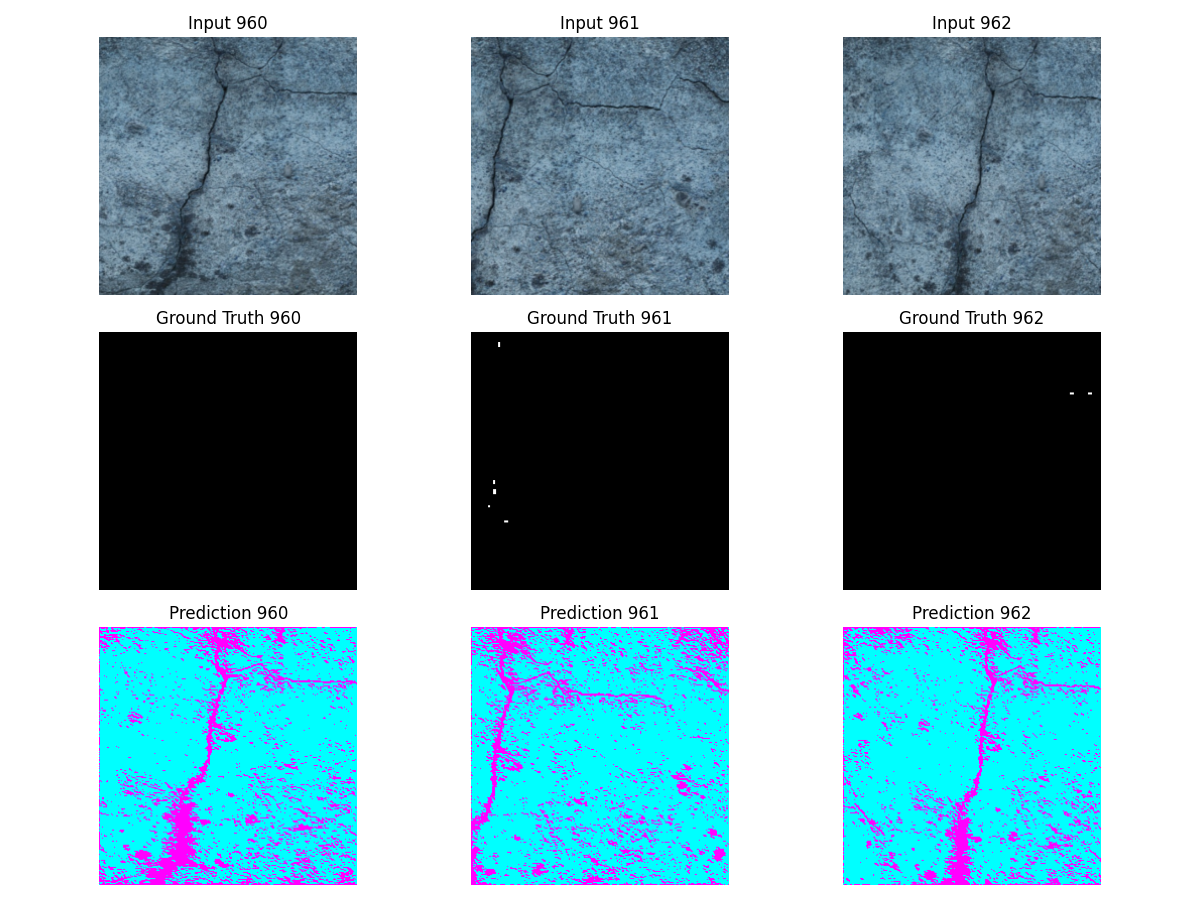 Input 960
Input 961
Input 962
Ground Truth 960
Ground Truth 961
Ground Truth 962
Prediction 960
Prediction 961
Prediction 962